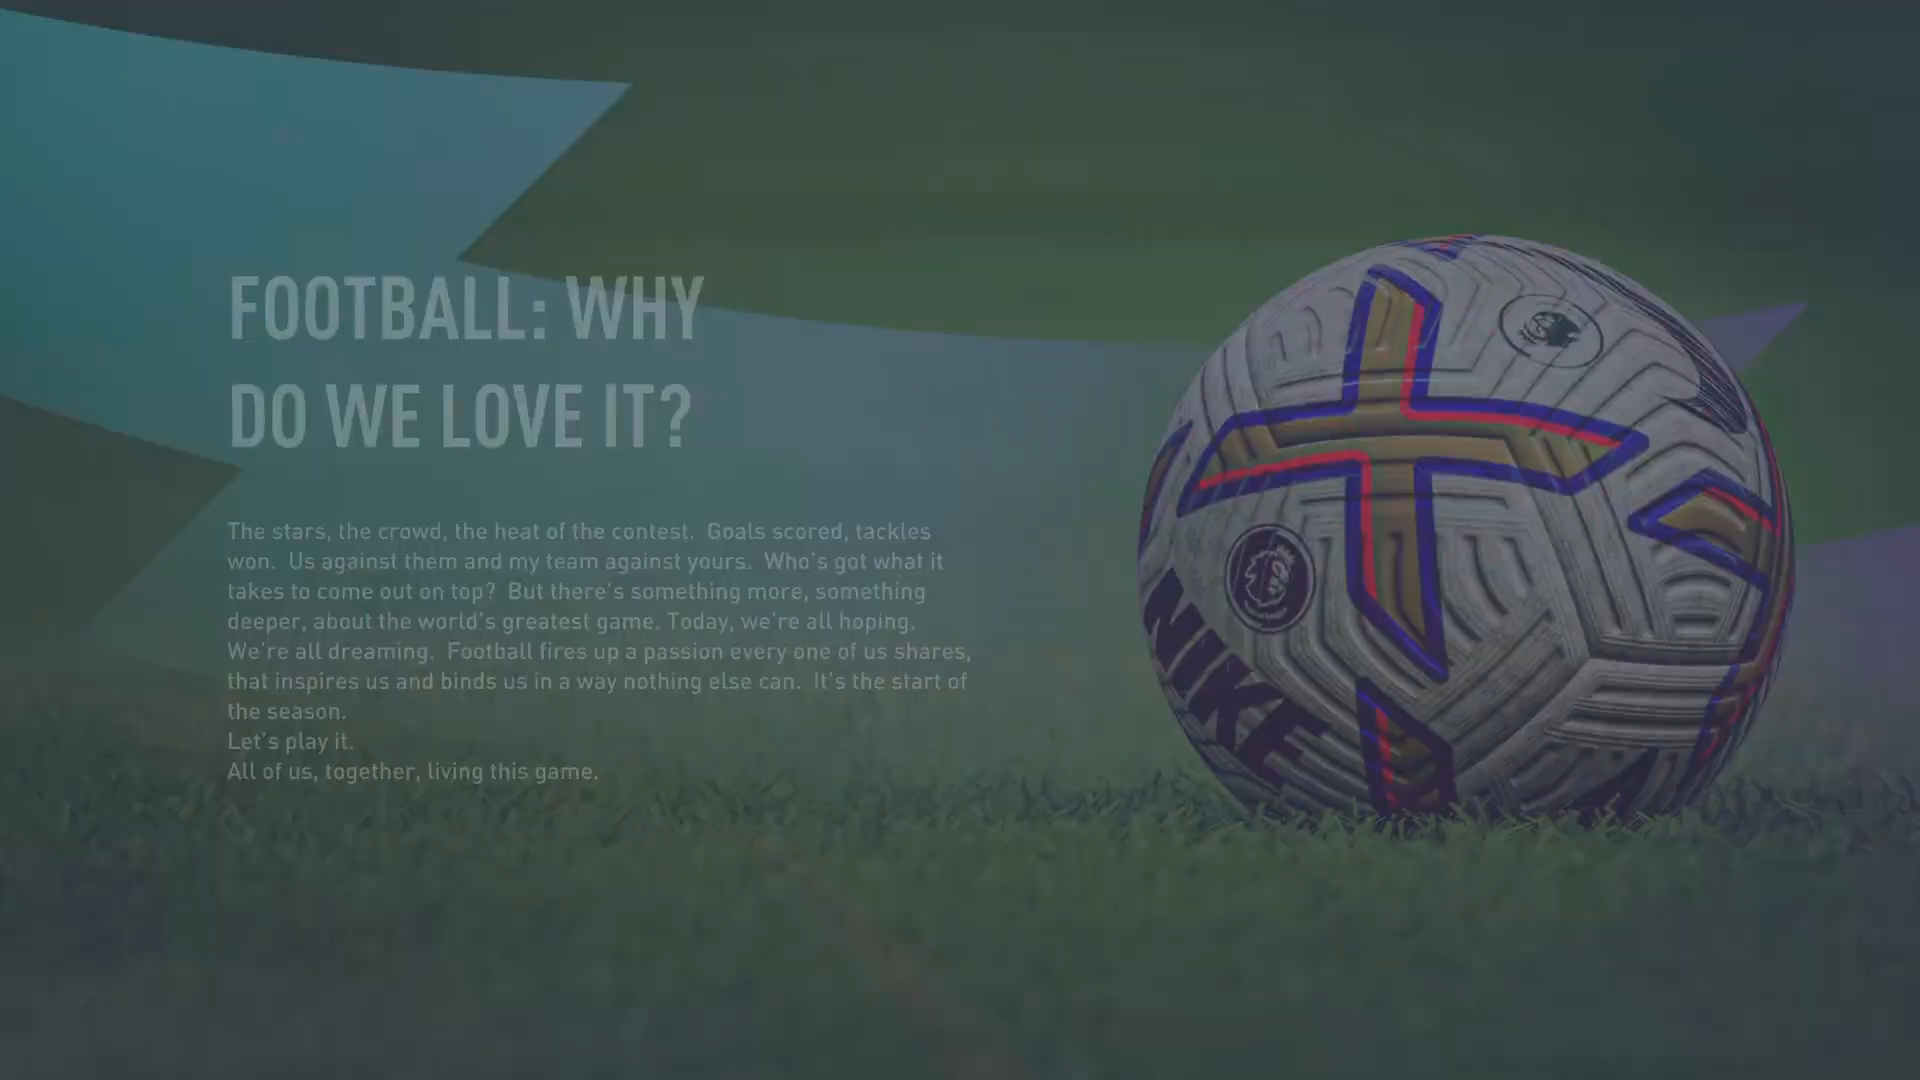 FOOTBALL: WHY
DO WE LOVE IT?
The stars, the crowd, the heat of the contest.  Goals scored, tackles
won.  Us against them and my team against yours.  Who's got what it
takes to come out on top?  But there's something more, something
deeper, about the world's greatest game. Today, we're all hoping.
We're all dreaming.  Football fires up a passion every one of us shares,
that inspires us and binds us in a way nothing else can.  It's the start of
the season.
Let's play it.
All of us, together, living this game.
NIKE